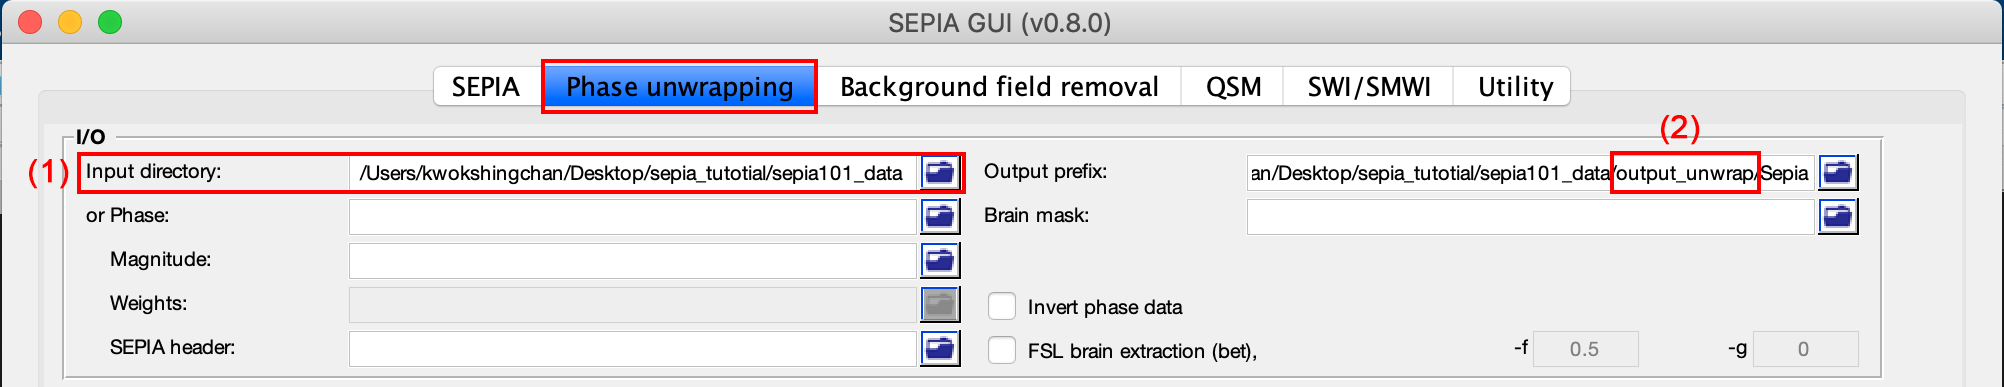 SEPIA GUI (v0.8.0)
SEPIA Phase unwrapping Background field removal QSM SWI/SMWI Utility
I/O
(2)
(1) Input directory: /Users/kwokshingchan/Desktop/sepia_tutotial/sepia101_data Output prefix: an/Desktop/sepia_tutotial/sepia101_data/output_unwrap/Sepia
or Phase: Brain mask:
Magnitude:
Weights: Invert phase data
SEPIA header: FSL brain extraction (bet), -f 0.5 -g 0